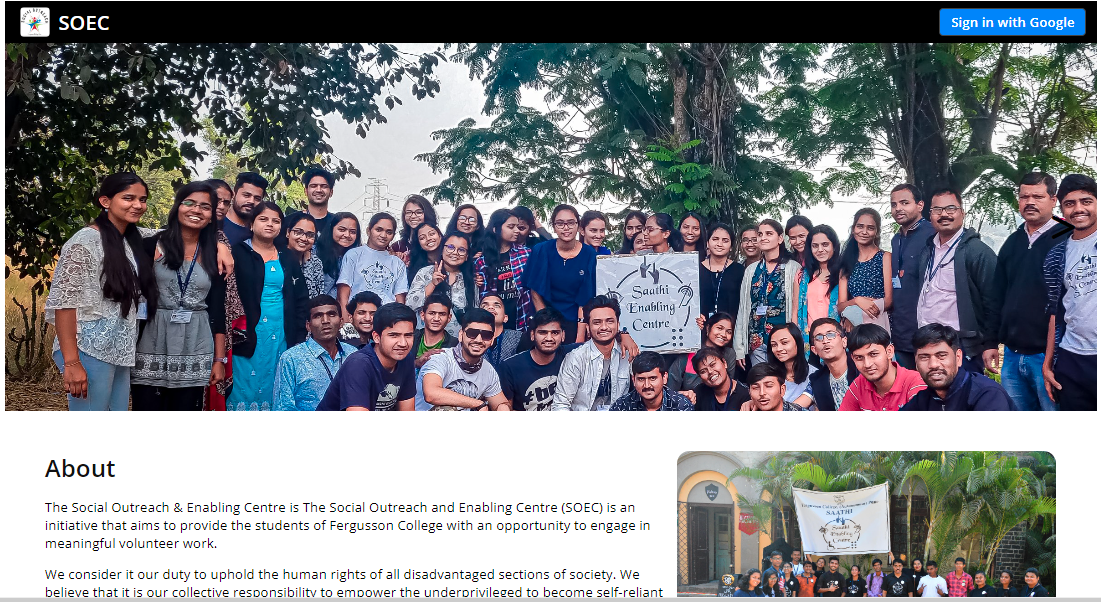 SOEC
Sign in with Google
Saathi
Enabling
Centre
About
The Social Outreach & Enabling Centre is The Social Outreach and Enabling Centre (SOEC) is an
initiative that aims to provide the students of Fergusson College with an opportunity to engage in
meaningful volunteer work.
SAATHI
Saathi
Enabling
Centre
We consider it our duty to uphold the human rights of all disadvantaged sections of society. We
believe that it is our collective responsibility to empower the underprivileged to become self-reliant